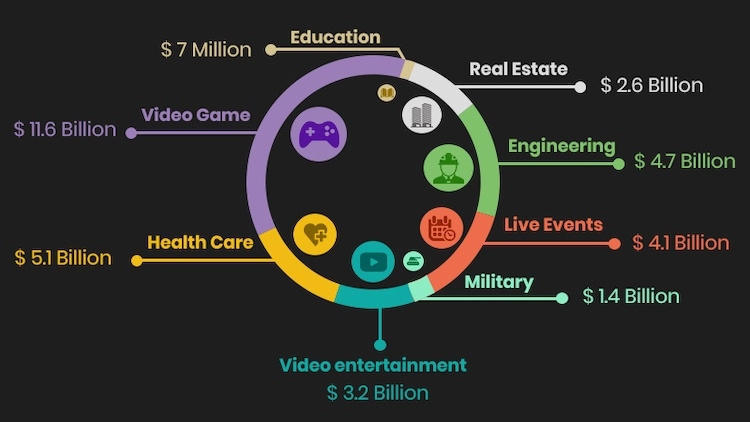 Education
$ 7 Million
Real Estate
$ 2.6 Billion
Video Game
$ 11.6 Billion
Engineering
$ 4.7 Billion
Live Events
$ 4.1 Billion
Health Care
$ 5.1 Billion
Military
$ 1.4 Billion
Video entertainment
$ 3.2 Billion